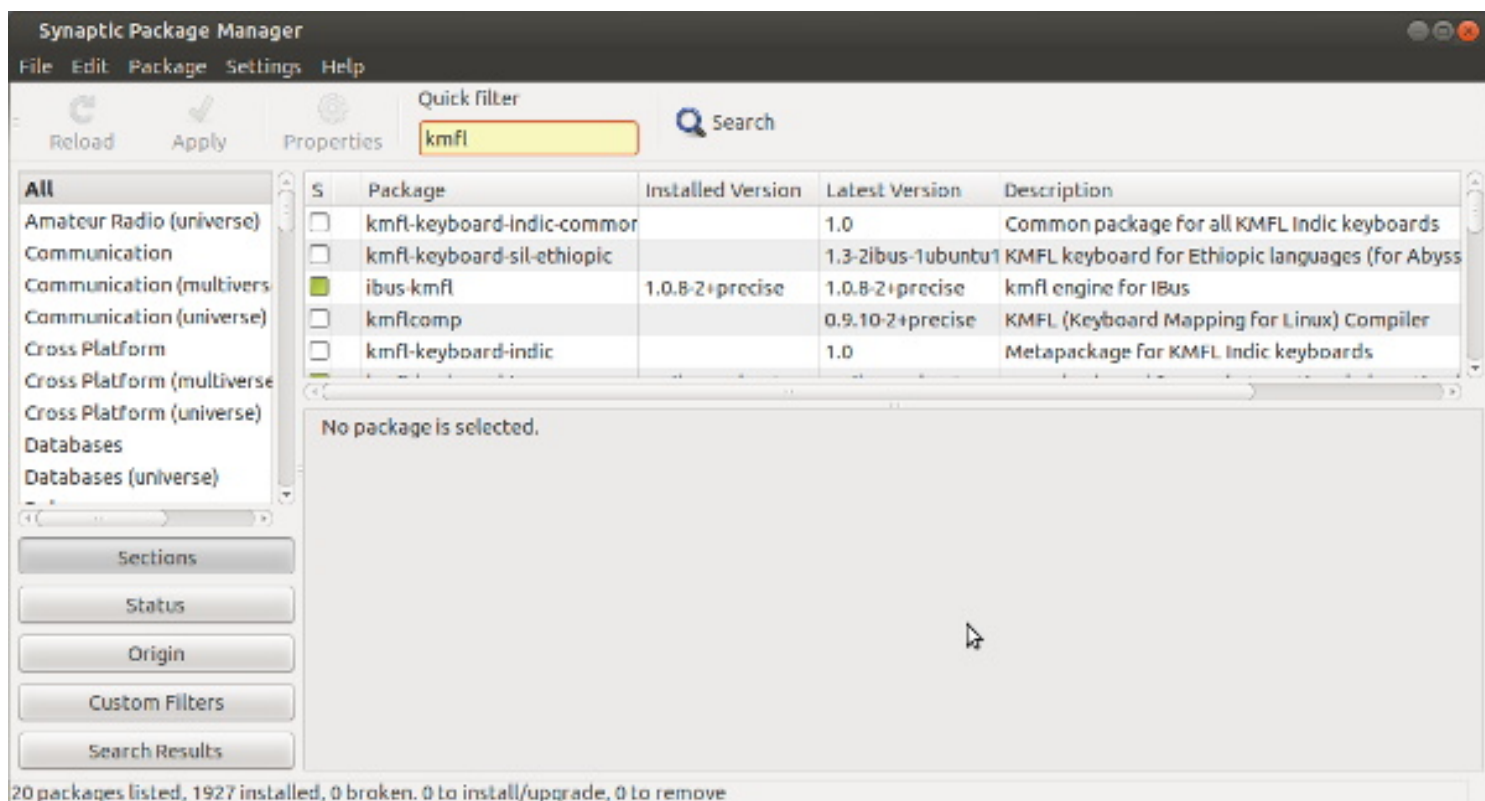 Synaptic Package Manager
File Edit Package Settings Help
Quick filter
Reload Apply Properties kmfl Search
All
Amateur Radio (universe)
Communication
Communication (multivers
Communication (universe)
Cross Platform
Cross Platform (multiverse
Cross Platform (universe)
Databases
Databases (universe)
S Package Installed Version Latest Version Description
kmfl-keyboard-indic-common 1.0 Common package for all KMFL Indic keyboards
kmfl-keyboard-sil-ethiopic 1.3-2ibus-1ubuntu1 KMFL keyboard for Ethiopic languages (for Abyss
ibus-kmfl 1.0.8-2+precise 1.0.8-2+precise kmfl engine for IBus
kmflcomp 0.9.10-2+precise KMFL (Keyboard Mapping for Linux) Compiler
kmfl-keyboard-indic 1.0 Metapackage for KMFL Indic keyboards
No package is selected.
Sections
Status
Origin
Custom Filters
Search Results
20 packages listed, 1927 installed, 0 broken. 0 to install/upgrade, 0 to remove